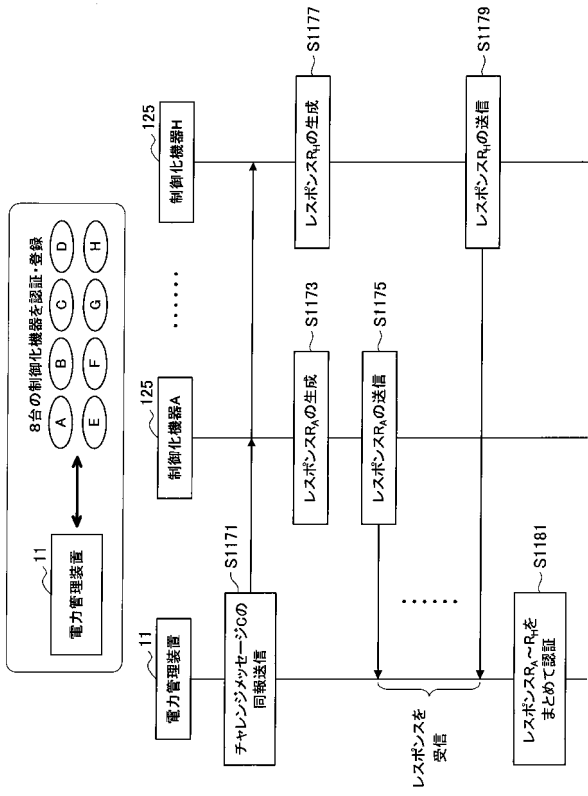 8台の制御化機器を認証・登録
11
電力管理装置
A
B
C
D
E
F
G
H
11
電力管理装置
125
制御化機器A
……
125
制御化機器H
S1171
チャレンジメッセージCの
同報送信
S1173
レスポンスRAの生成
S1177
レスポンスRHの生成
S1175
レスポンスRAの送信
レスポンスを
受信
……
S1179
レスポンスRHの送信
S1181
レスポンスRA～RHを
まとめて認証